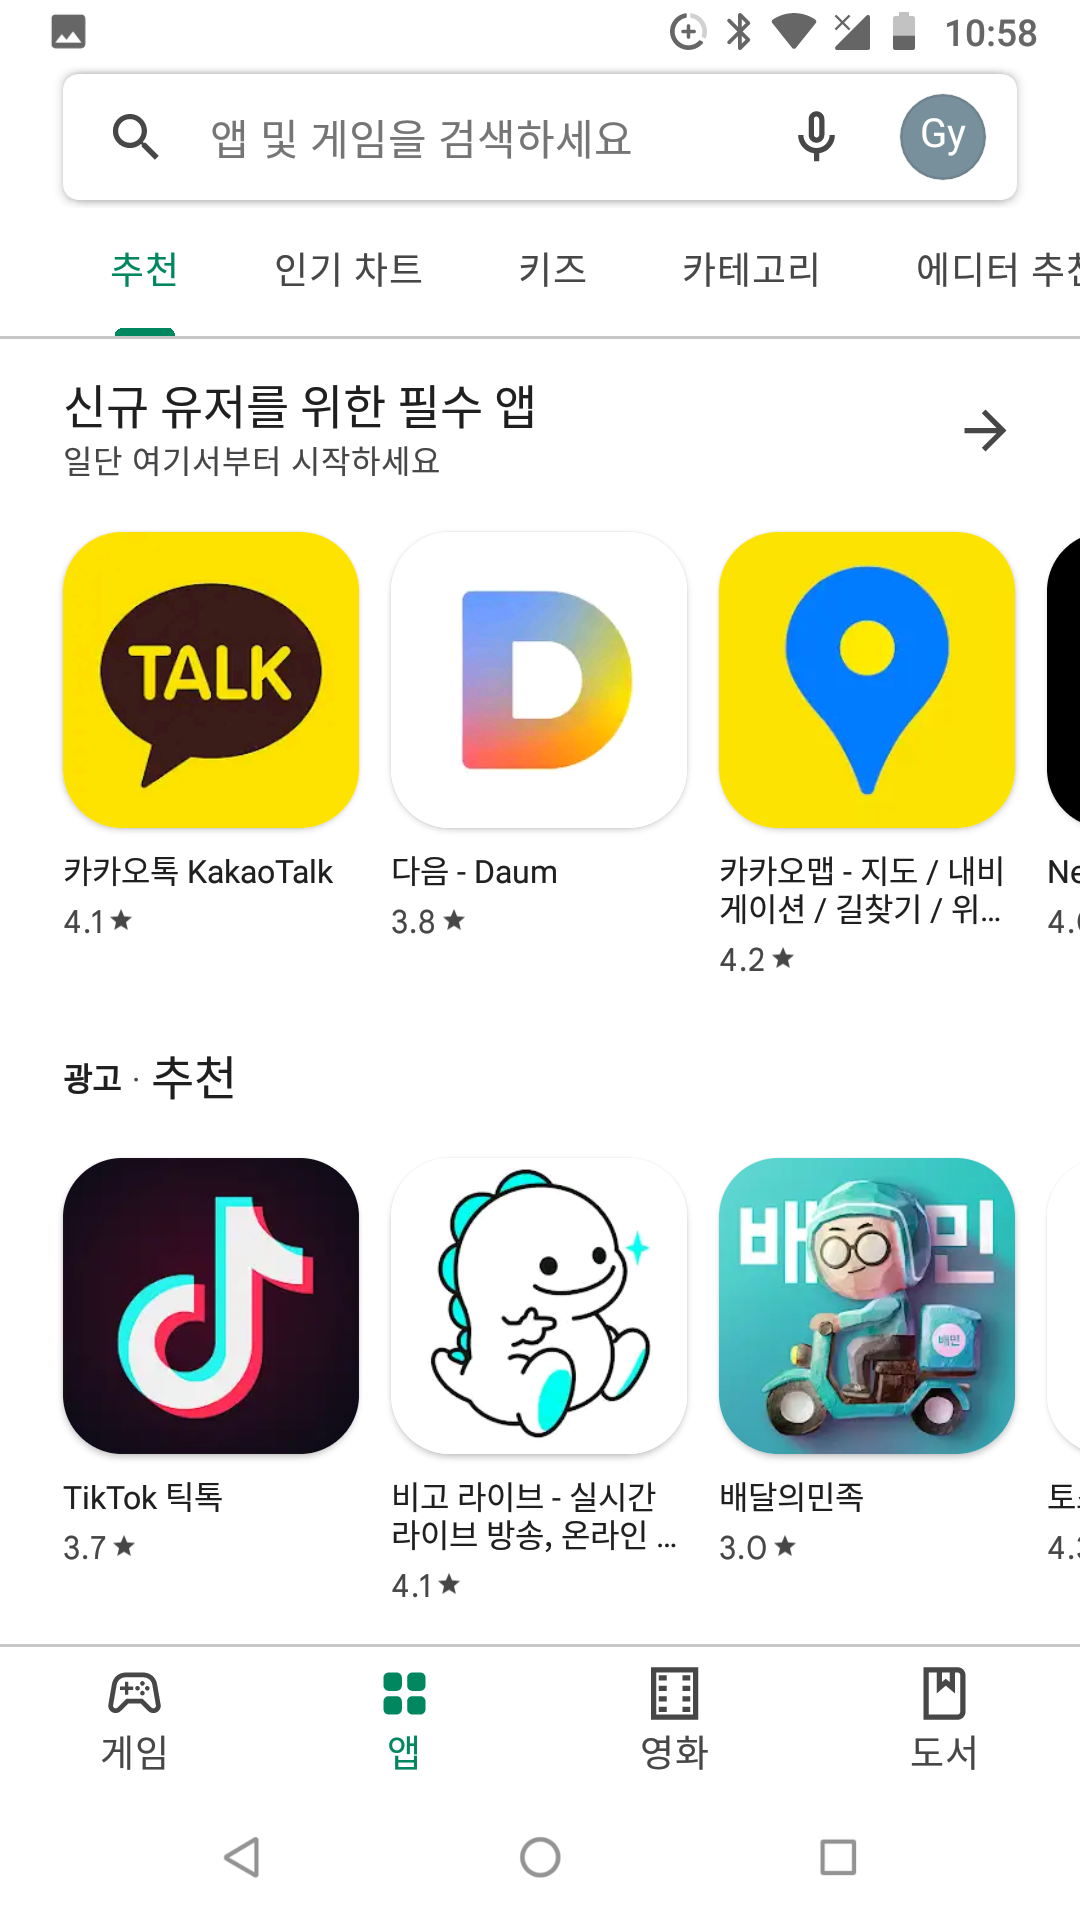 10:58
앱 및 게임을 검색하세요
Gy
추천 인기 차트 키즈 카테고리 에디터 추천
신규 유저를 위한 필수 앱
일단 여기서부터 시작하세요
TALK
카카오톡 KakaoTalk
4.1★
다음 - Daum
3.8★
카카오맵 - 지도 / 내비
게이션 / 길찾기 / 위...
4.2★
Ne
4.
광고 · 추천
배민
배민
TikTok 틱톡
3.7★
비고 라이브 - 실시간
라이브 방송, 온라인 ...
4.1★
배달의민족
3.0★
토
4.
게임 앱 영화 도서